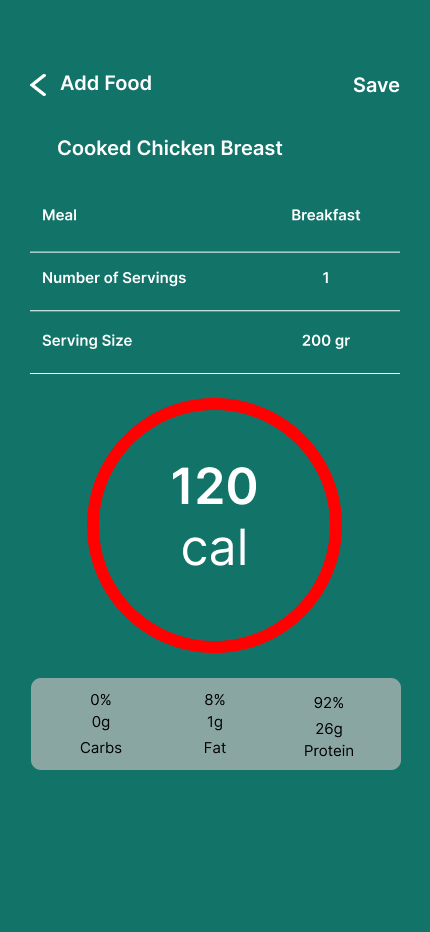 Add Food
Save
Cooked Chicken Breast
Meal Breakfast
Number of Servings 1
Serving Size 200 gr
120
cal
0% 8% 92%
0g 1g 26g
Carbs Fat Protein